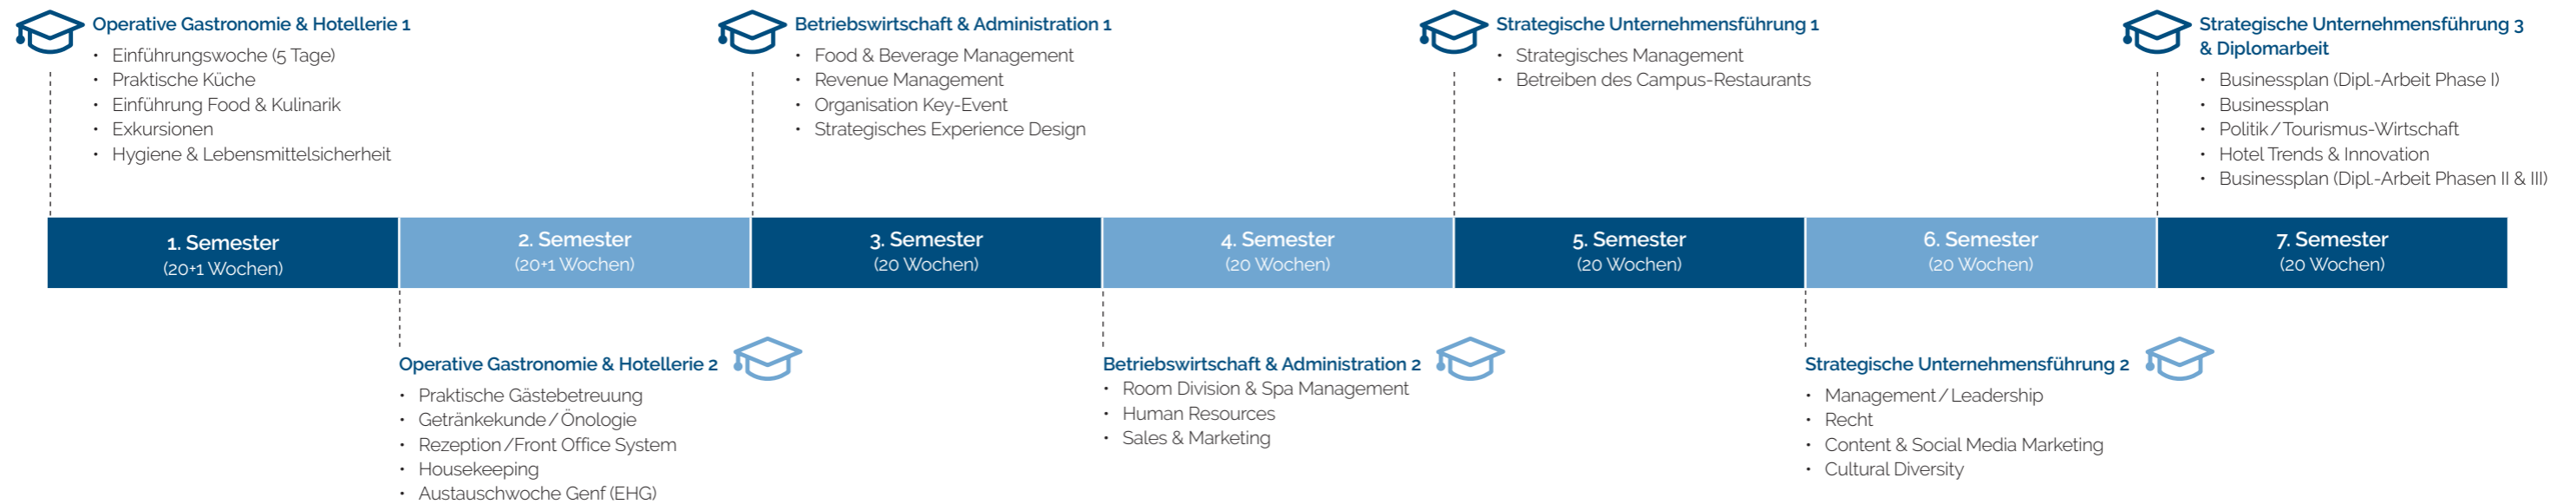 Operative Gastronomie & Hotellerie 1
• Einführungswoche (5 Tage)
• Praktische Küche
• Einführung Food & Kulinarik
• Exkursionen
• Hygiene & Lebensmittelsicherheit
Betriebswirtschaft & Administration 1
• Food & Beverage Management
• Revenue Management
• Organisation Key-Event
• Strategisches Experience Design
Strategische Unternehmensführung 1
• Strategisches Management
• Betreiben des Campus-Restaurants
Strategische Unternehmensführung 3
& Diplomarbeit
• Businessplan (Dipl.-Arbeit Phase I)
• Businessplan
• Politik / Tourismus-Wirtschaft
• Hotel Trends & Innovation
• Businessplan (Dipl.-Arbeit Phasen II & III)
1. Semester
(20+1 Wochen)
2. Semester
(20+1 Wochen)
3. Semester
(20 Wochen)
4. Semester
(20 Wochen)
5. Semester
(20 Wochen)
6. Semester
(20 Wochen)
7. Semester
(20 Wochen)
Operative Gastronomie & Hotellerie 2
• Praktische Gästebetreuung
• Getränkekunde / Önologie
• Rezeption / Front Office System
• Housekeeping
• Austauschwoche Genf (EHG)
Betriebswirtschaft & Administration 2
• Room Division & Spa Management
• Human Resources
• Sales & Marketing
Strategische Unternehmensführung 2
• Management / Leadership
• Recht
• Content & Social Media Marketing
• Cultural Diversity